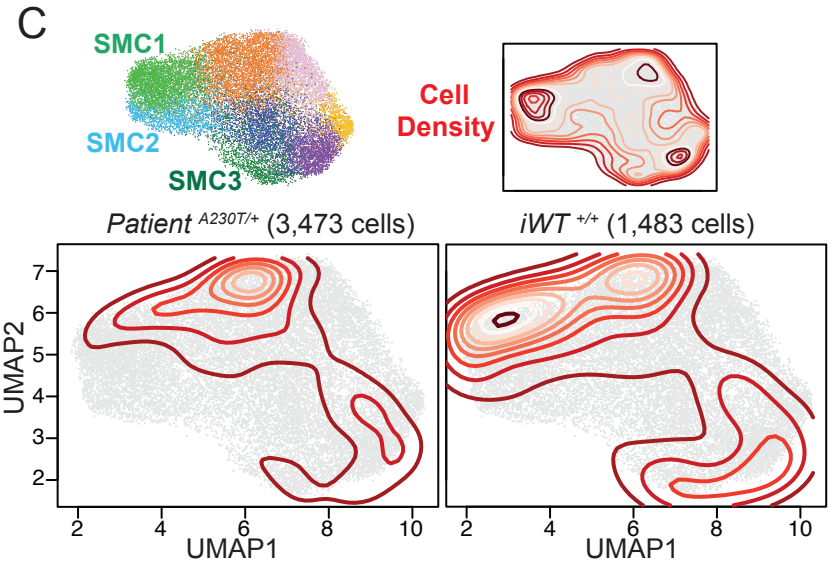 C
SMC1
SMC2
SMC3
Cell
Density
Patient A230T/+ (3,473 cells)
iWT +/+ (1,483 cells)
UMAP2
7
6
5
4
3
2
2 4 6 8 10
2 4 6 8 10
UMAP1
UMAP1